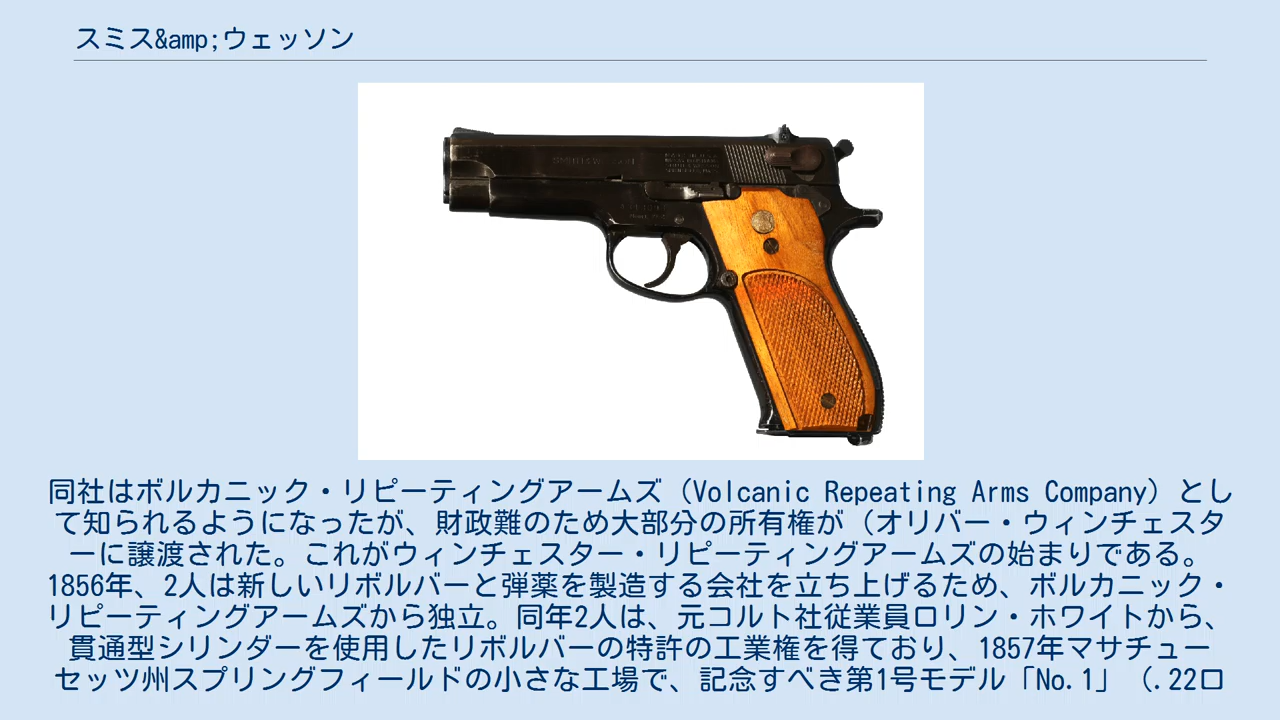 スミス&amp;ウェッソン
同社はボルカニック・リピーティングアームズ（Volcanic Repeating Arms Company）とし
て知られるようになったが、財政難のため大部分の所有権が（オリバー・ウィンチェスタ
ーに譲渡された。これがウィンチェスター・リピーティングアームズの始まりである。
1856年、2人は新しいリボルバーと弾薬を製造する会社を立ち上げるため、ボルカニック・
リピーティングアームズから独立。同年2人は、元コルト社従業員ロリン・ホワイトから、
貫通型シリンダーを使用したリボルバーの特許の工業権を得ており、1857年マサチュー
セッツ州スプリングフィールドの小さな工場で、記念すべき第1号モデル「No.1」（.22口